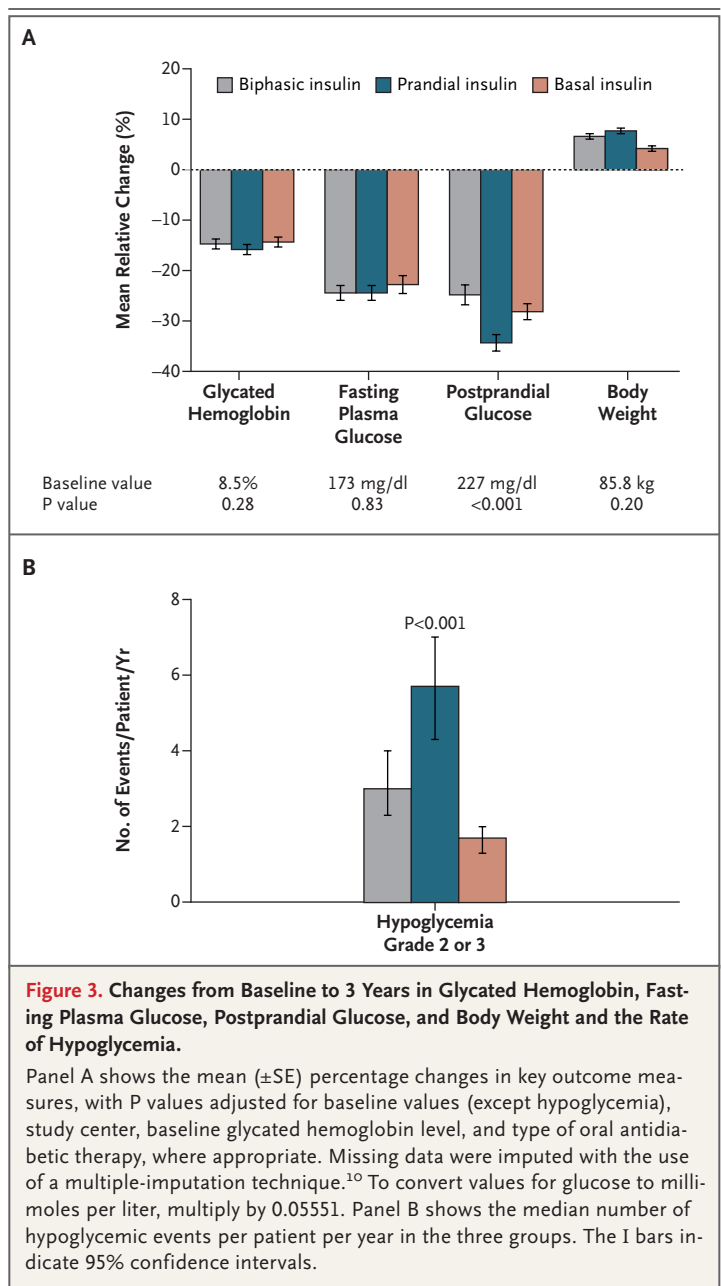 A
20
Biphasic insulin Prandial insulin Basal insulin
10
0
–10
–20
–30
–40
Mean Relative Change (%)
Glycated
Hemoglobin
Fasting
Plasma
Glucose
Postprandial
Glucose
Body
Weight
Baseline value 8.5% 173 mg/dl 227 mg/dl 85.8 kg
P value 0.28 0.83 <0.001 0.20
B
8
6
4
2
0
No. of Events/Patient/Yr
P<0.001
Hypoglycemia
Grade 2 or 3
Figure 3. Changes from Baseline to 3 Years in Glycated Hemoglobin, Fast-
ing Plasma Glucose, Postprandial Glucose, and Body Weight and the Rate
of Hypoglycemia.
Panel A shows the mean (±SE) percentage changes in key outcome mea-
sures, with P values adjusted for baseline values (except hypoglycemia),
study center, baseline glycated hemoglobin level, and type of oral antidia-
betic therapy, where appropriate. Missing data were imputed with the use
of a multiple-imputation technique.¹⁰ To convert values for glucose to milli-
moles per liter, multiply by 0.05551. Panel B shows the median number of
hypoglycemic events per patient per year in the three groups. The I bars in-
dicate 95% confidence intervals.